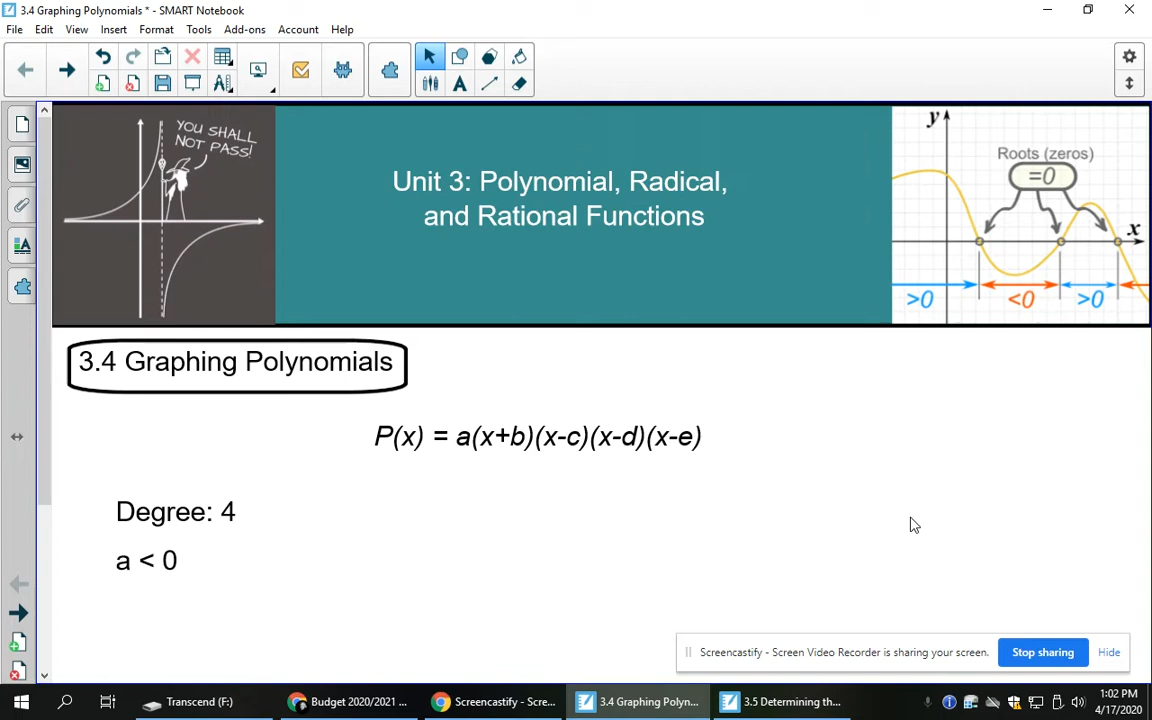 3.4 Graphing Polynomials * - SMART Notebook
File Edit View Insert Format Tools Add-ons Account Help
YOU SHALL
NOT PASS!
Unit 3: Polynomial, Radical,
and Rational Functions
y
Roots (zeros)
=0
x
>0 <0 >0
3.4 Graphing Polynomials
P(x) = a(x+b)(x-c)(x-d)(x-e)
Degree: 4
a < 0
Screencastify - Screen Video Recorder is sharing your screen. Stop sharing Hide
Transcend (F:) Budget 2020/2021 ... Screencastify - Scre... 3.4 Graphing Polyn... 3.5 Determining th...
1:02 PM
4/17/2020